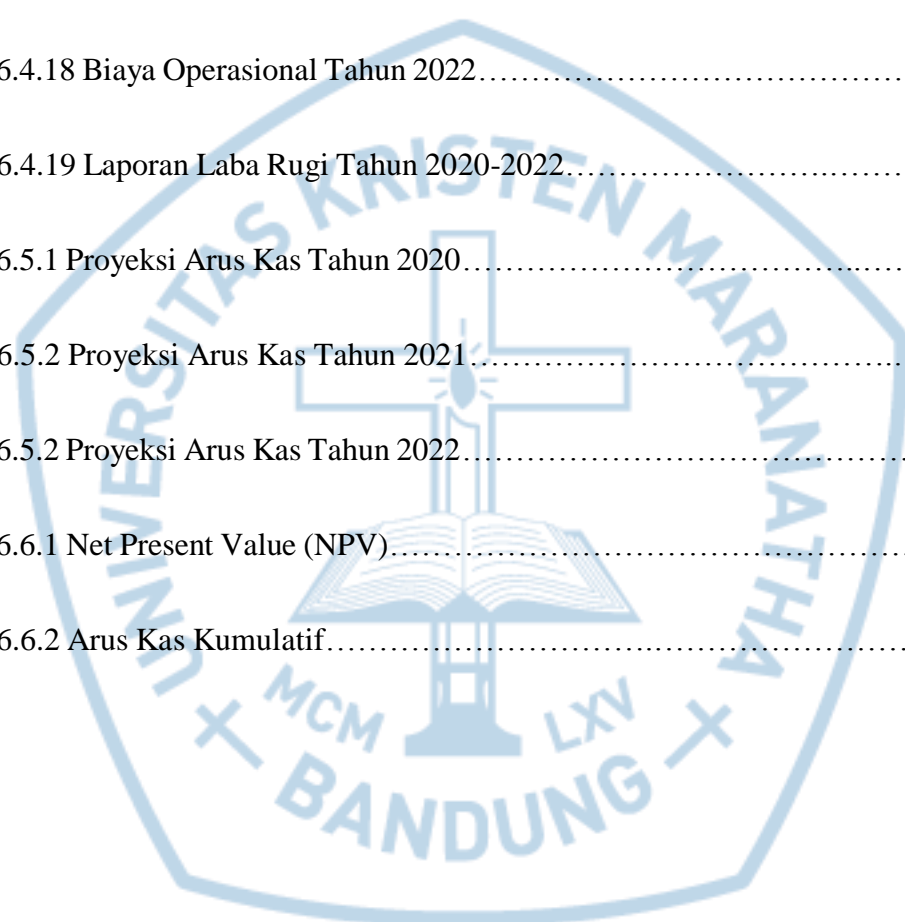 6.4.18 Biaya Operasional Tahun 2022……………………………………
6.4.19 Laporan Laba Rugi Tahun 2020-2022…………………….………
6.5.1 Proyeksi Arus Kas Tahun 2020………………………………..……
6.5.2 Proyeksi Arus Kas Tahun 2021…………………………………..
6.5.2 Proyeksi Arus Kas Tahun 2022……………………………………
6.6.1 Net Present Value (NPV)……………………………………………
6.6.2 Arus Kas Kumulatif………………………….……………………
UNIVERSITAS KRISTEN MARANATHA
MCM LXV
BANDUNG